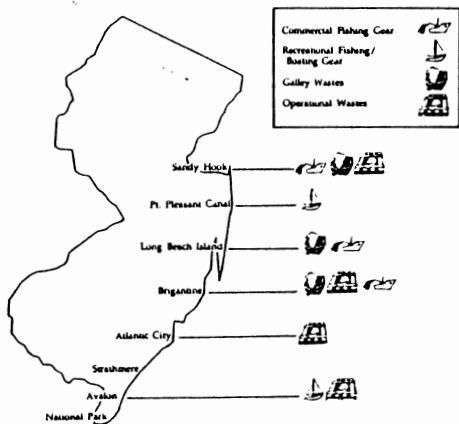 Commercial Fishing Gear
Recreational Fishing/
Boating Gear
Galley Wastes
Operational Wastes
Sandy Hook
Pt. Pleasant Canal
Long Beach Island
Brigantine
Atlantic City
Strathmere
Avalon
National Park